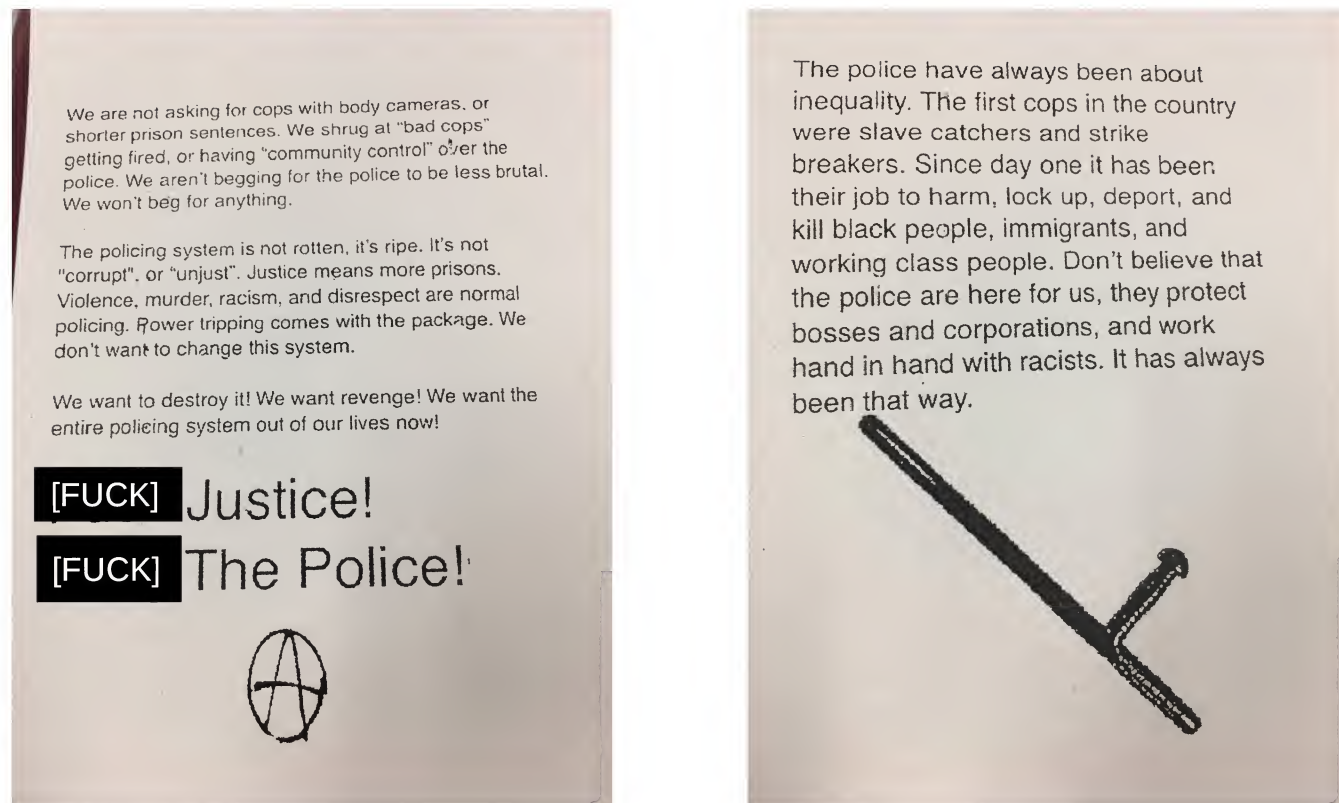 We are not asking for cops with body cameras, or
shorter prison sentences. We shrug at "bad cops"
getting fired, or having "community control" over the
police. We aren't begging for the police to be less brutal.
We won't beg for anything.
The policing system is not rotten, it's ripe. It's not
"corrupt", or "unjust". Justice means more prisons.
Violence, murder, racism, and disrespect are normal
policing. Power tripping comes with the package. We
don't want to change this system.
We want to destroy it! We want revenge! We want the
entire policing system out of our lives now!
[FUCK] Justice!
[FUCK] The Police!
The police have always been about
inequality. The first cops in the country
were slave catchers and strike
breakers. Since day one it has been
their job to harm, lock up, deport, and
kill black people, immigrants, and
working class people. Don't believe that
the police are here for us, they protect
bosses and corporations, and work
hand in hand with racists. It has always
been that way.